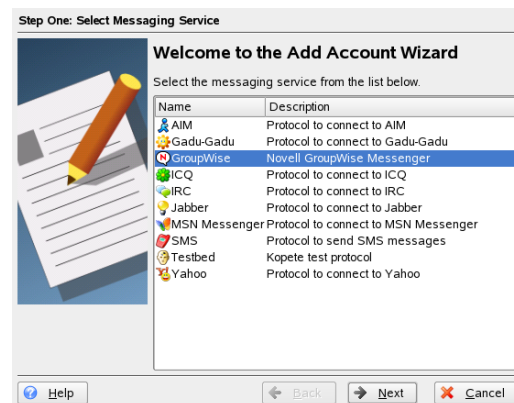 Step One: Select Messaging Service
Welcome to the Add Account Wizard
Select the messaging service from the list below.
Name Description
AIM Protocol to connect to AIM
Gadu-Gadu Protocol to connect to Gadu-Gadu
GroupWise Novell GroupWise Messenger
ICQ Protocol to connect to ICQ
IRC Protocol to connect to IRC
Jabber Protocol to connect to Jabber
MSN Messenger Protocol to connect to MSN Messenger
SMS Protocol to send SMS messages
Testbed Kopete test protocol
Yahoo Protocol to connect to Yahoo
Help Back Next Cancel